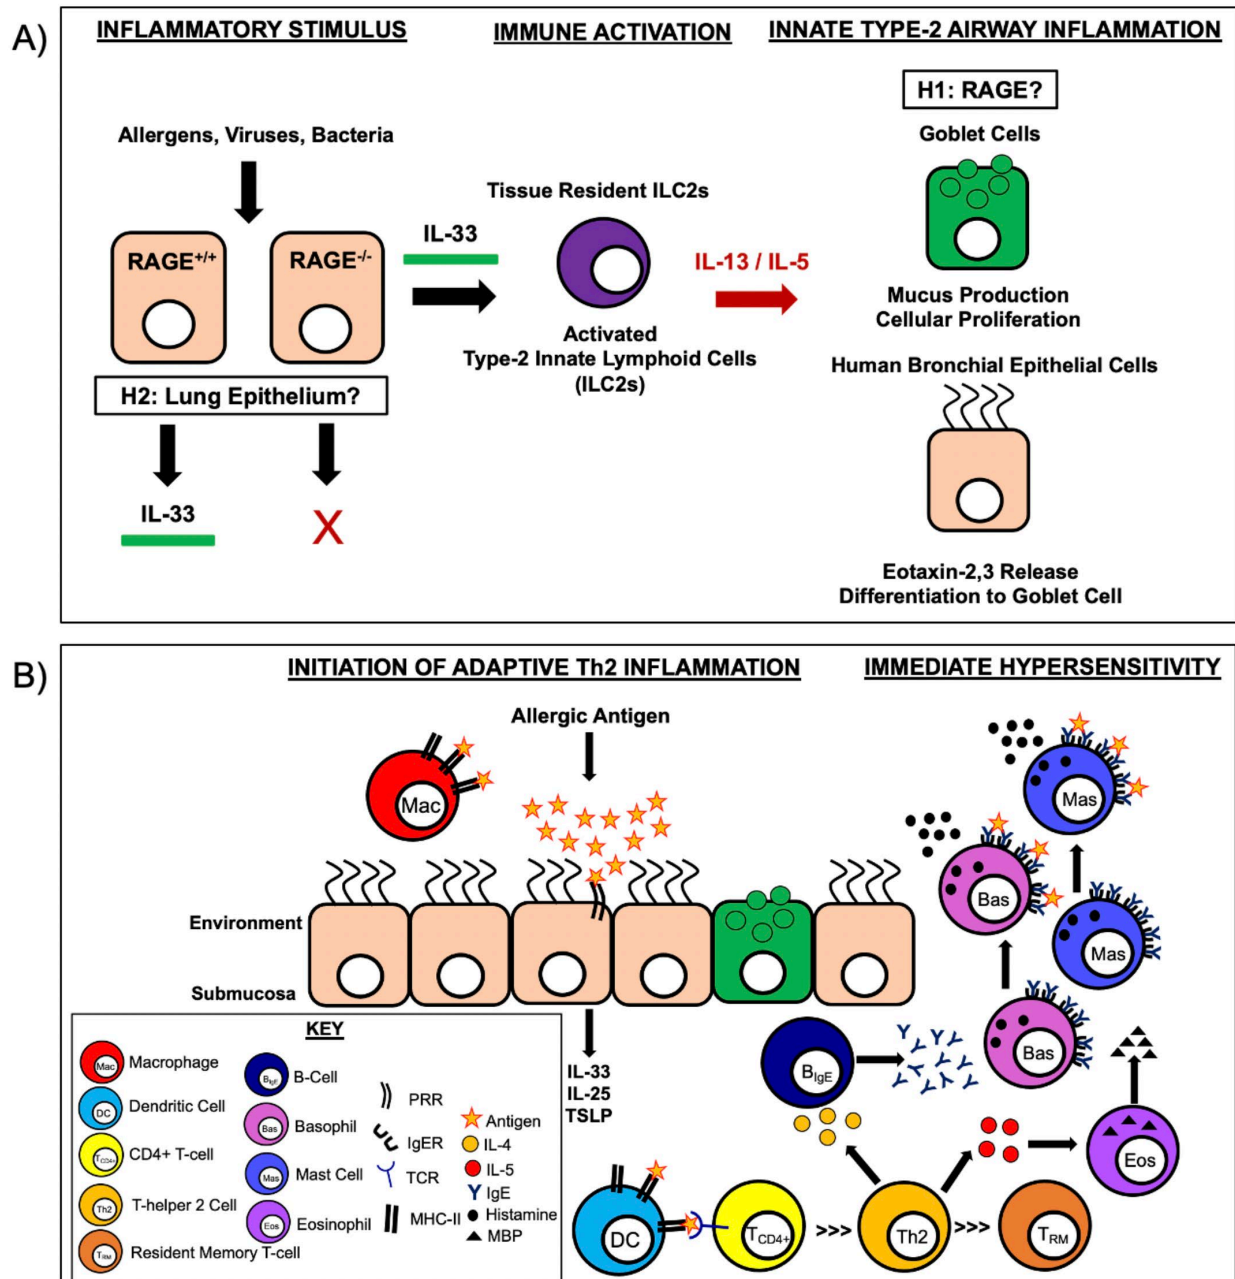 A)
INFLAMMATORY STIMULUS
IMMUNE ACTIVATION
INNATE TYPE-2 AIRWAY INFLAMMATION
Allergens, Viruses, Bacteria
RAGE+/+
RAGE-/-
H2: Lung Epithelium?
IL-33
X
IL-33
Tissue Resident ILC2s
Activated
Type-2 Innate Lymphoid Cells
(ILC2s)
IL-13 / IL-5
H1: RAGE?
Goblet Cells
Mucus Production
Cellular Proliferation
Human Bronchial Epithelial Cells
Eotaxin-2,3 Release
Differentiation to Goblet Cell
B)
INITIATION OF ADAPTIVE Th2 INFLAMMATION
IMMEDIATE HYPERSENSITIVITY
Allergic Antigen
Mac
Environment
Submucosa
IL-33
IL-25
TSLP
Mas
Bas
Mas
Bas
BIgE
Eos
DC
TCD4+
>>>
Th2
>>>
TRM
KEY
Mac Macrophage
DC Dendritic Cell
TCD4+ CD4+ T-cell
Th2 T-helper 2 Cell
TRM Resident Memory T-cell
BIgE B-Cell
Bas Basophil
Mas Mast Cell
Eos Eosinophil
PRR
IgER
TCR
MHC-II
Antigen
IL-4
IL-5
IgE
Histamine
MBP